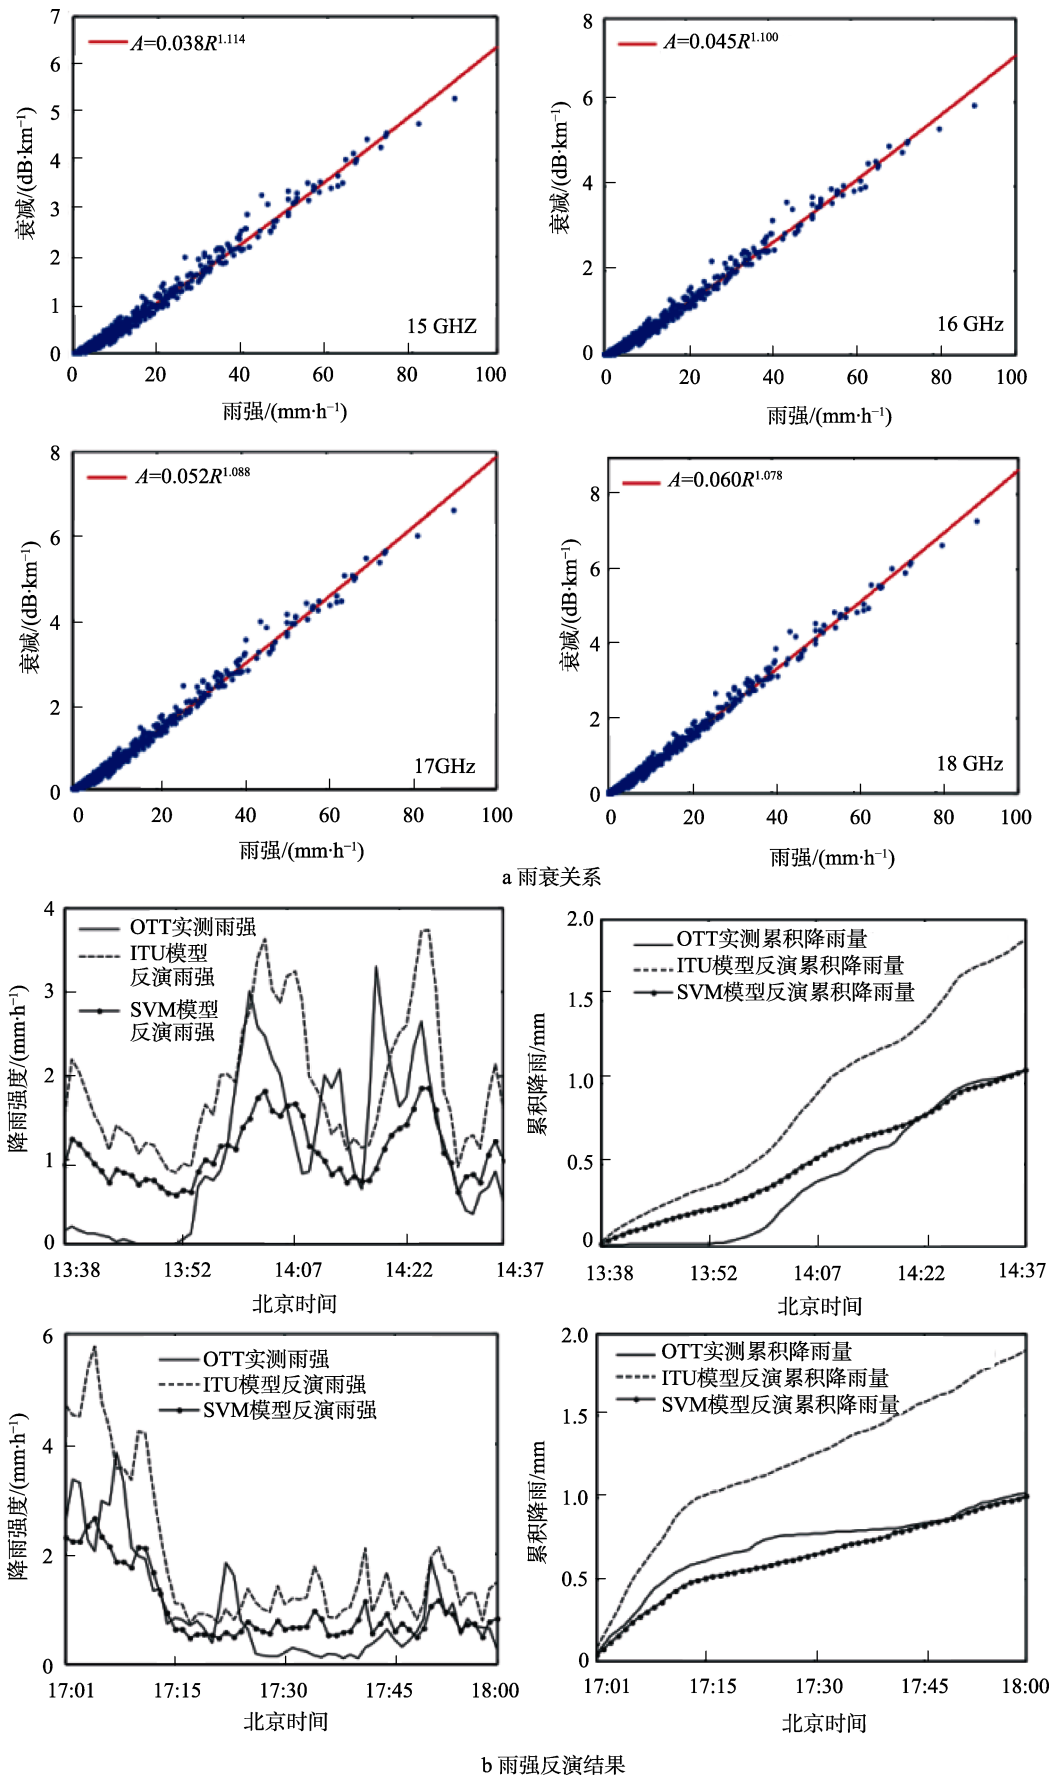 7
6
5
4
3
2
1
0
衰减/(dB·km⁻¹)
A=0.038R¹·¹¹⁴
15 GHZ
0 20 40 60 80 100
雨强/(mm·h⁻¹)
8
6
4
2
0
衰减/(dB·km⁻¹)
A=0.045R¹·¹⁰⁰
16 GHz
0 20 40 60 80 100
雨强/(mm·h⁻¹)
8
6
4
2
0
衰减/(dB·km⁻¹)
A=0.052R¹·⁰⁸⁸
17GHz
0 20 40 60 80 100
雨强/(mm·h⁻¹)
8
6
4
2
0
衰减/(dB·km⁻¹)
A=0.060R¹·⁰⁷⁸
18 GHz
0 20 40 60 80 100
雨强/(mm·h⁻¹)
a 雨衰关系
4
3
2
1
0
降雨强度/(mm·h⁻¹)
OTT实测雨强
ITU模型
反演雨强
SVM模型
反演雨强
13:38 13:52 14:07 14:22 14:37
北京时间
2.0
1.5
1.0
0.5
0
累积降雨/mm
OTT实测累积降雨量
ITU模型反演累积降雨量
SVM模型反演累积降雨量
13:38 13:52 14:07 14:22 14:37
北京时间
6
4
2
0
降雨强度/(mm·h⁻¹)
OTT实测雨强
ITU模型反演雨强
SVM模型反演雨强
17:01 17:15 17:30 17:45 18:00
北京时间
2.0
1.5
1.0
0.5
0
累积降雨/mm
OTT实测累积降雨量
ITU模型反演累积降雨量
SVM模型反演累积降雨量
17:01 17:15 17:30 17:45 18:00
北京时间
b 雨强反演结果